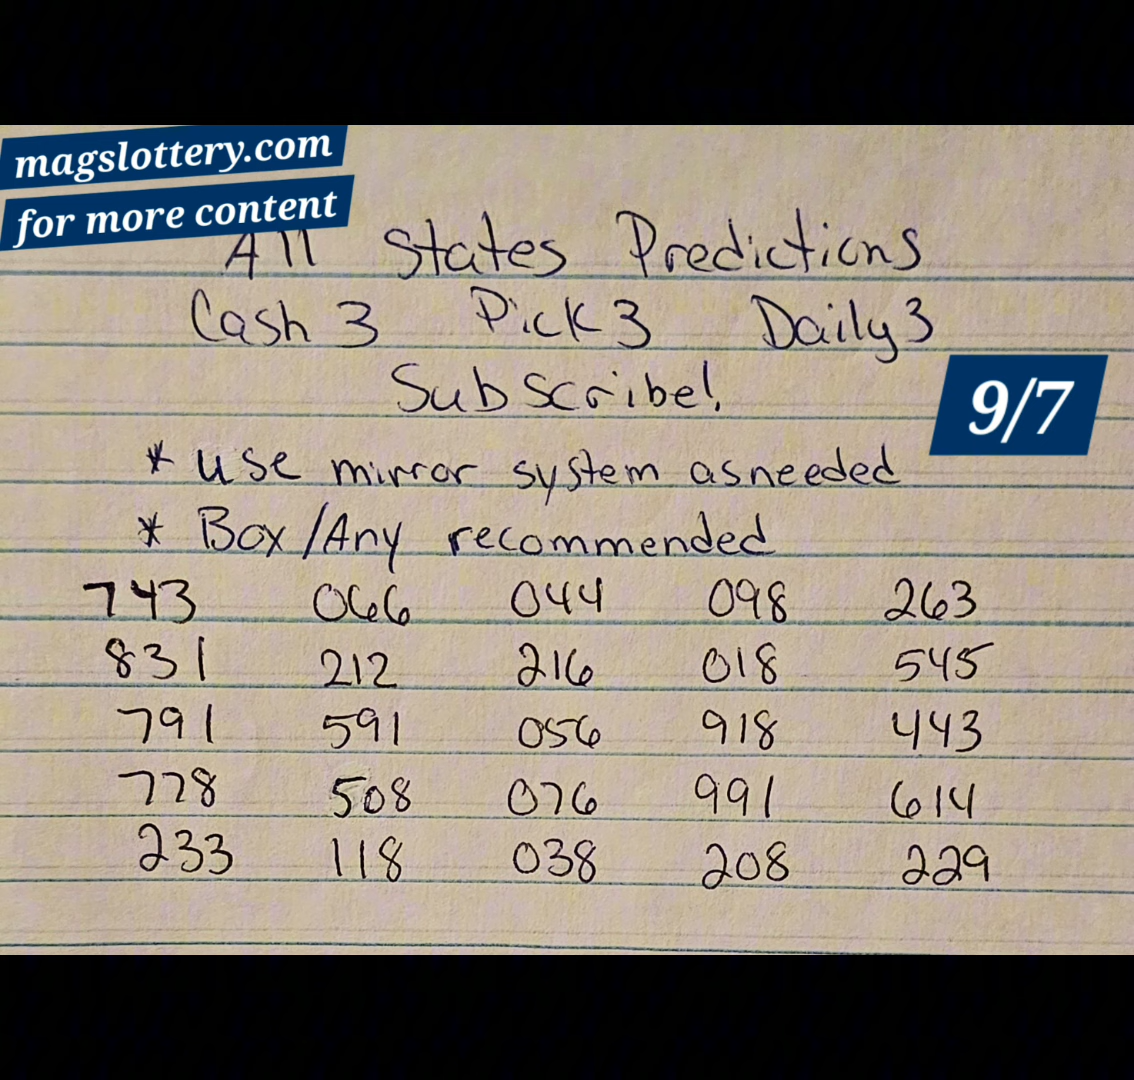 magslottery.com
for more content
All States Predictions
Cash 3 Pick 3 Daily 3
Subscribe!
9/7
* use mirror system as needed
* Box/Any recommended
743 066 044 098 263
831 212 216 018 545
791 591 056 918 443
778 508 076 991 614
233 118 038 208 229